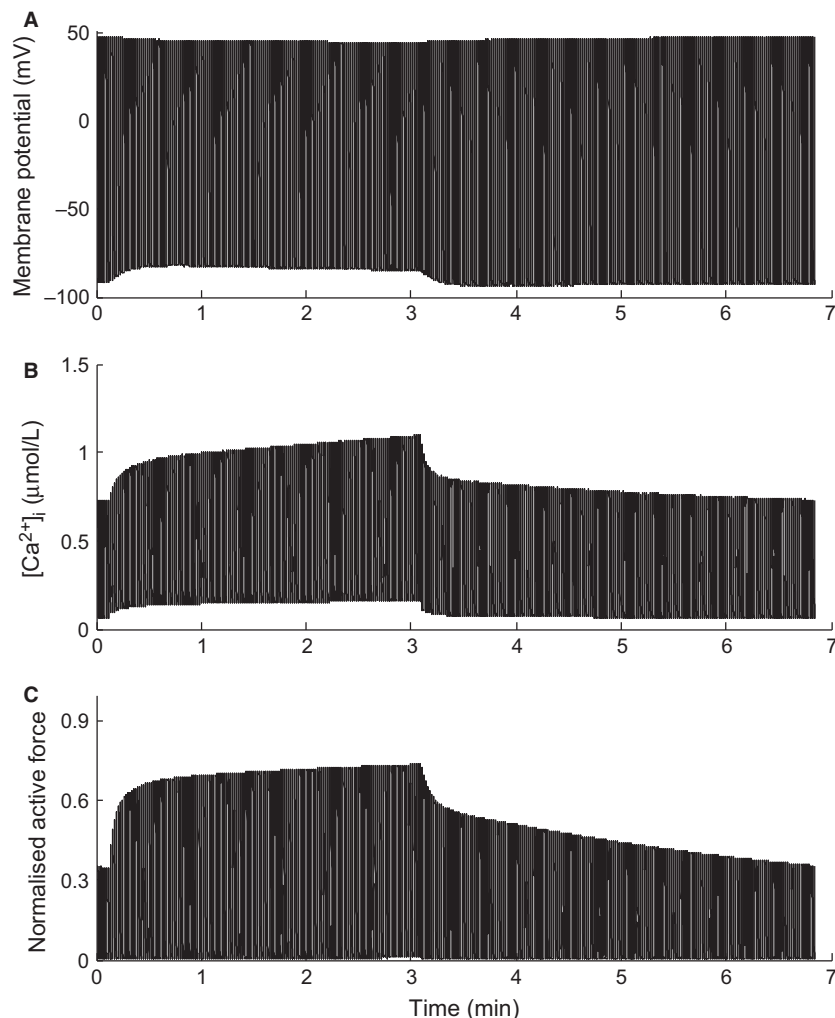 A
Membrane potential (mV)
50
0
–50
–100
0 1 2 3 4 5 6 7
B
[Ca2+]i (μmol/L)
1.5
1
0.5
0
0 1 2 3 4 5 6 7
C
Normalised active force
0.9
0.6
0.3
0
0 1 2 3 4 5 6 7
Time (min)